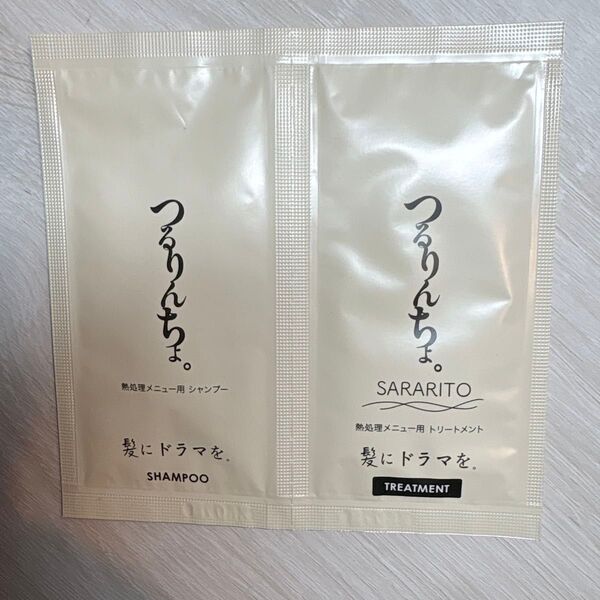 つるりんちょ。
熱処理メニュー用 シャンプー
髪にドラマを。
SHAMPOO
つるりんちょ。
SARARITO
熱処理メニュー用 トリートメント
髪にドラマを。
TREATMENT